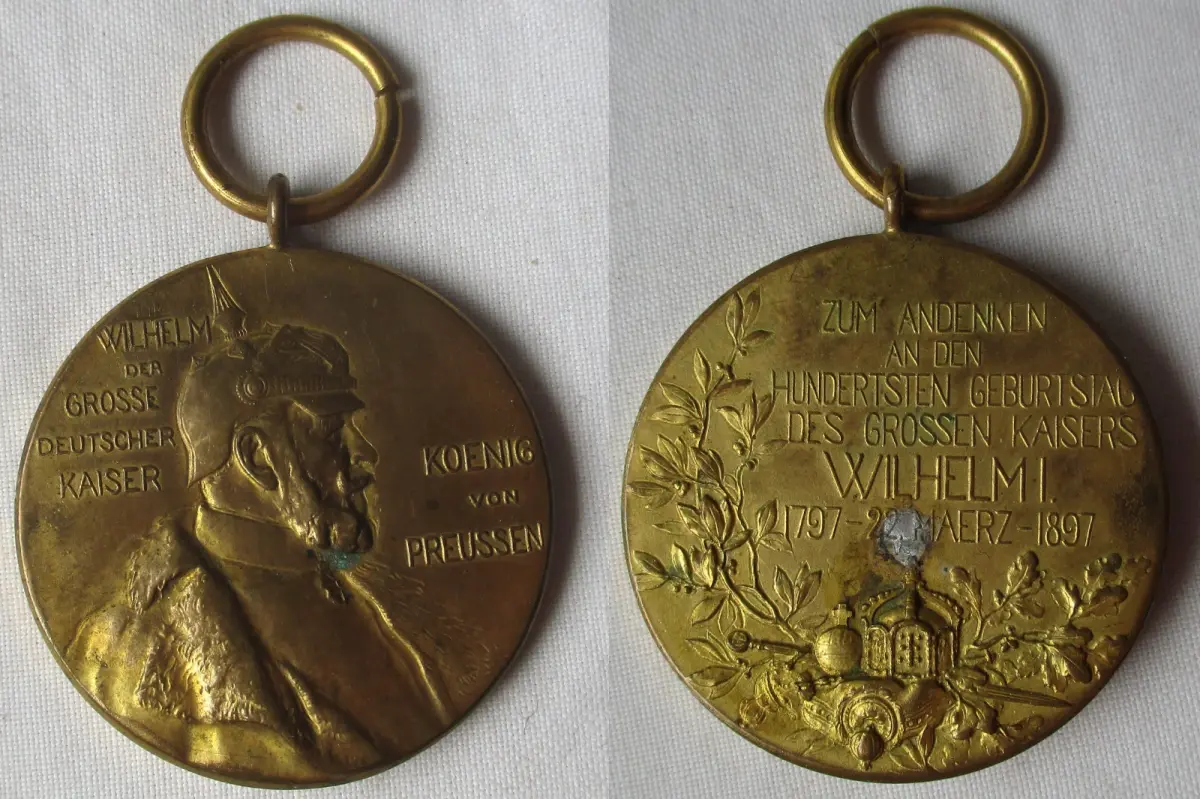 WILHELM
DER
GROSSE
DEUTSCHER
KAISER
KOENIG
VON
PREUSSEN
ZUM ANDENKEN
AN DEN
HUNDERTSTEN GEBURTSTAG
DES GROSSEN KAISERS
WILHELM I.
1797-22. MAERZ-1897